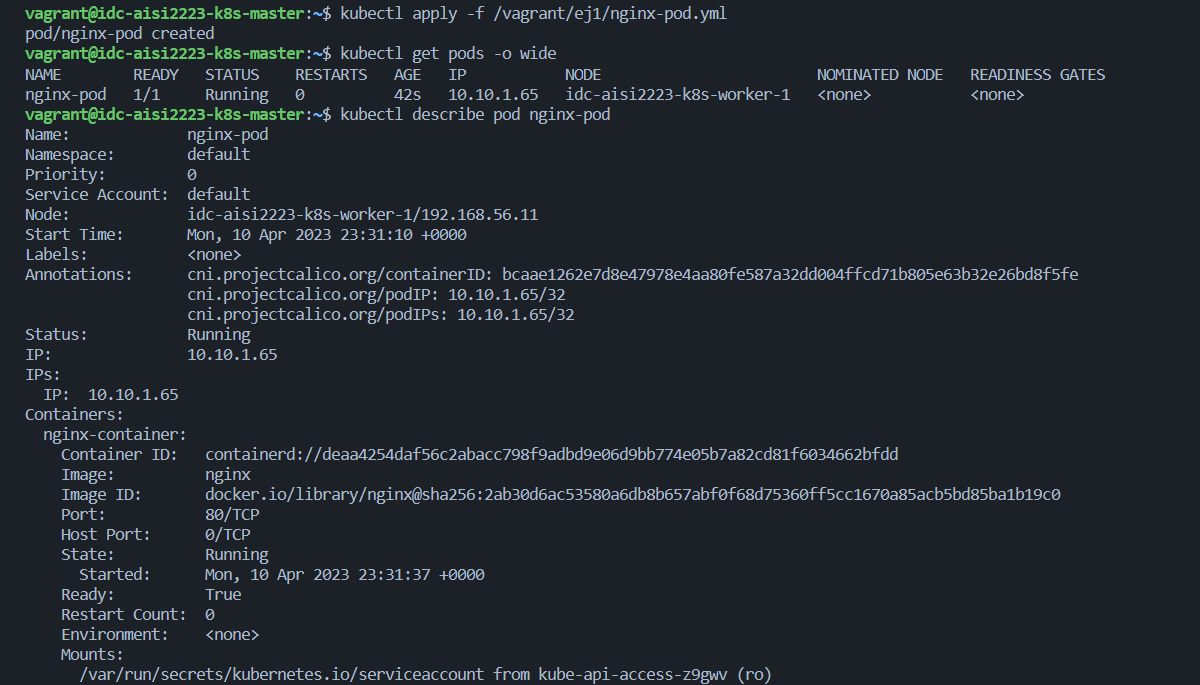 vagrant@idc-aisi2223-k8s-master:~$ kubectl apply -f /vagrant/ej1/nginx-pod.yml
pod/nginx-pod created
vagrant@idc-aisi2223-k8s-master:~$ kubectl get pods -o wide
NAME        READY   STATUS    RESTARTS   AGE   IP           NODE                        NOMINATED NODE   READINESS GATES
nginx-pod   1/1     Running   0          42s   10.10.1.65   idc-aisi2223-k8s-worker-1   <none>           <none>
vagrant@idc-aisi2223-k8s-master:~$ kubectl describe pod nginx-pod
Name:             nginx-pod
Namespace:        default
Priority:         0
Service Account:  default
Node:             idc-aisi2223-k8s-worker-1/192.168.56.11
Start Time:       Mon, 10 Apr 2023 23:31:10 +0000
Labels:           <none>
Annotations:      cni.projectcalico.org/containerID: bcaae1262e7d8e47978e4aa80fe587a32dd004ffcd71b805e63b32e26bd8f5fe
                  cni.projectcalico.org/podIP: 10.10.1.65/32
                  cni.projectcalico.org/podIPs: 10.10.1.65/32
Status:           Running
IP:               10.10.1.65
IPs:
  IP:  10.10.1.65
Containers:
  nginx-container:
    Container ID:   containerd://deaa4254daf56c2abacc798f9adbd9e06d9bb774e05b7a82cd81f6034662bfdd
    Image:          nginx
    Image ID:       docker.io/library/nginx@sha256:2ab30d6ac53580a6db8b657abf0f68d75360ff5cc1670a85acb5bd85ba1b19c0
    Port:           80/TCP
    Host Port:      0/TCP
    State:          Running
      Started:      Mon, 10 Apr 2023 23:31:37 +0000
    Ready:          True
    Restart Count:  0
    Environment:    <none>
    Mounts:
      /var/run/secrets/kubernetes.io/serviceaccount from kube-api-access-z9gwv (ro)